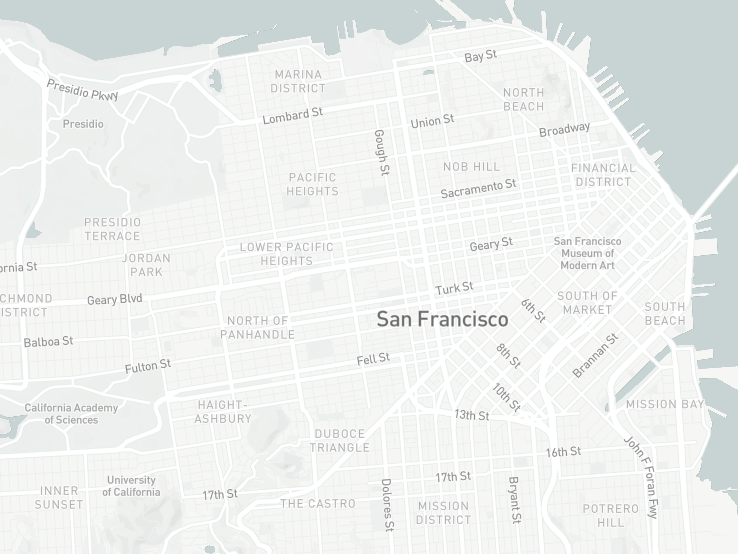 Bay St
MARINA
DISTRICT
Presidio Pkwy
NORTH
BEACH
Lombard St
Presidio
Union St
Broadway
Gough St
NOB HILL
FINANCIAL
DISTRICT
PACIFIC
HEIGHTS
Sacramento St
PRESIDIO
TERRACE
LOWER PACIFIC
HEIGHTS
Geary St
San Francisco
Museum of
Modern Art
JORDAN
PARK
ornia St
Turk St
CHMOND
ISTRICT
Geary Blvd
SOUTH OF
MARKET
6th St
SOUTH
BEACH
San Francisco
NORTH OF
PANHANDLE
Balboa St
8th St
Brannan St
Fell St
Fulton St
10th St
California Academy
of Sciences
HAIGHT-
ASHBURY
13th St
MISSION BAY
DUBOCE
TRIANGLE
16th St
John F Foran Fwy
17th St
University
of California
INNER
SUNSET
17th St
THE CASTRO
Dolores St
MISSION
DISTRICT
Bryant St
POTRERO
HILL